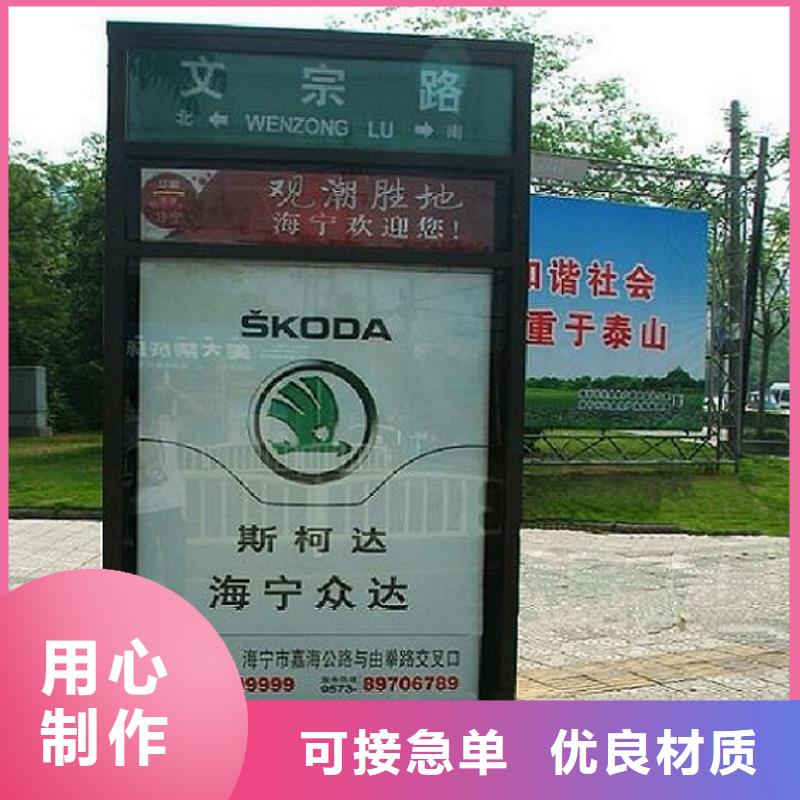 文宗路
北 WENZONG LU 南
观潮胜地
海宁欢迎您!
和谐社会
重于泰山
ŠKODA
斯柯达
海宁众达
海宁市嘉海公路与由拳路交叉口
9999 0573-89706789
用心
制作
可接急单 优良材质